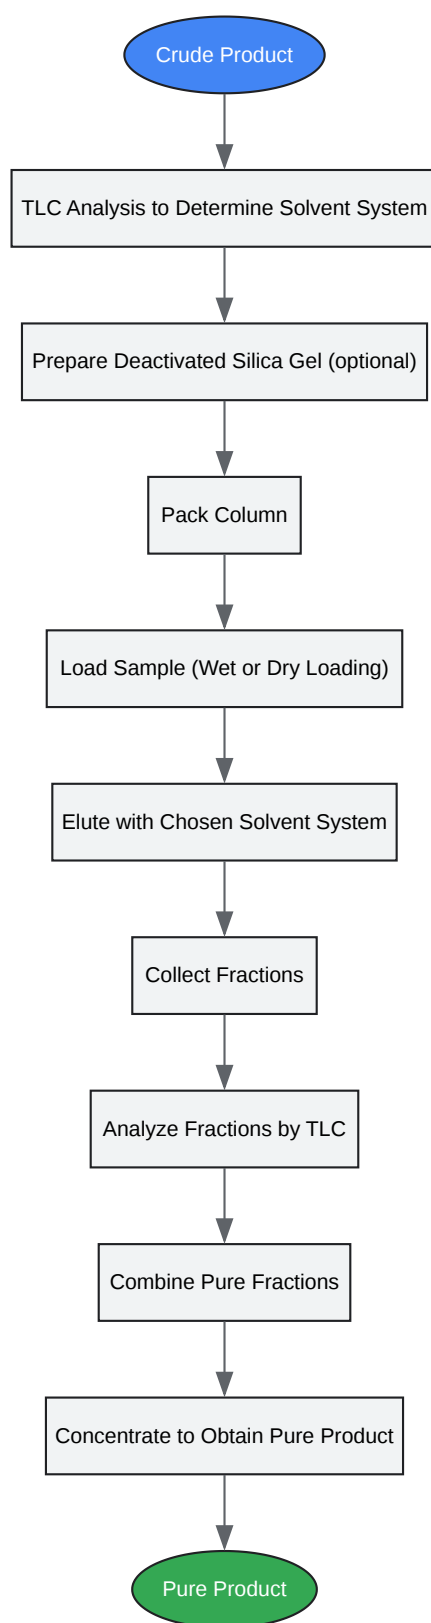 Crude Product
TLC Analysis to Determine Solvent System
Prepare Deactivated Silica Gel (optional)
Pack Column
Load Sample (Wet or Dry Loading)
Elute with Chosen Solvent System
Collect Fractions
Analyze Fractions by TLC
Combine Pure Fractions
Concentrate to Obtain Pure Product
Pure Product